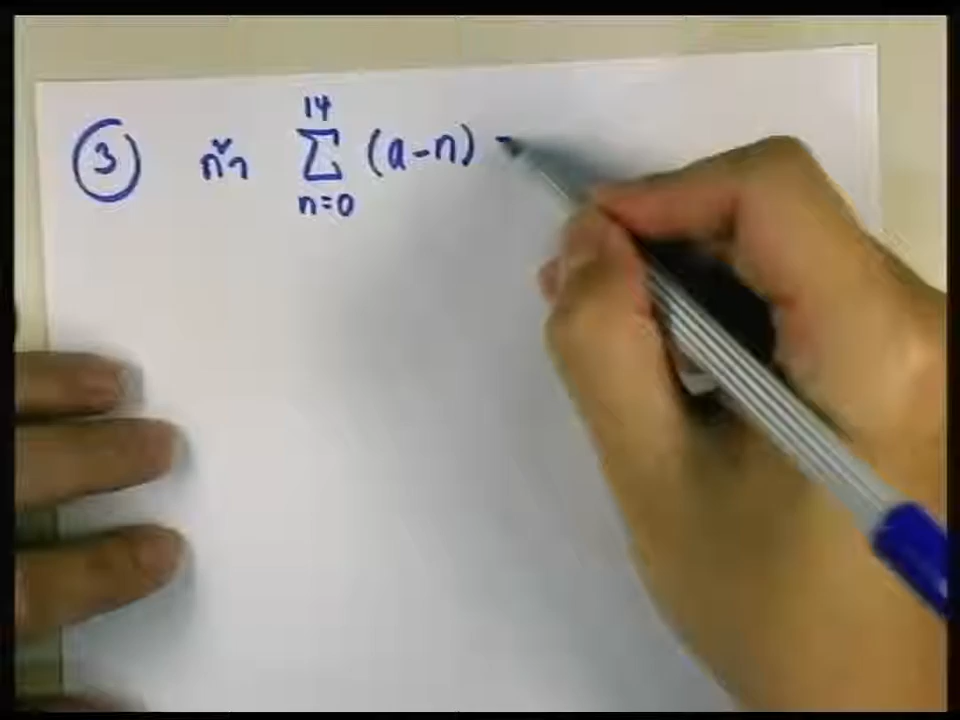 ③ ถ้า \sum_{n=0}^{14} (a-n) =